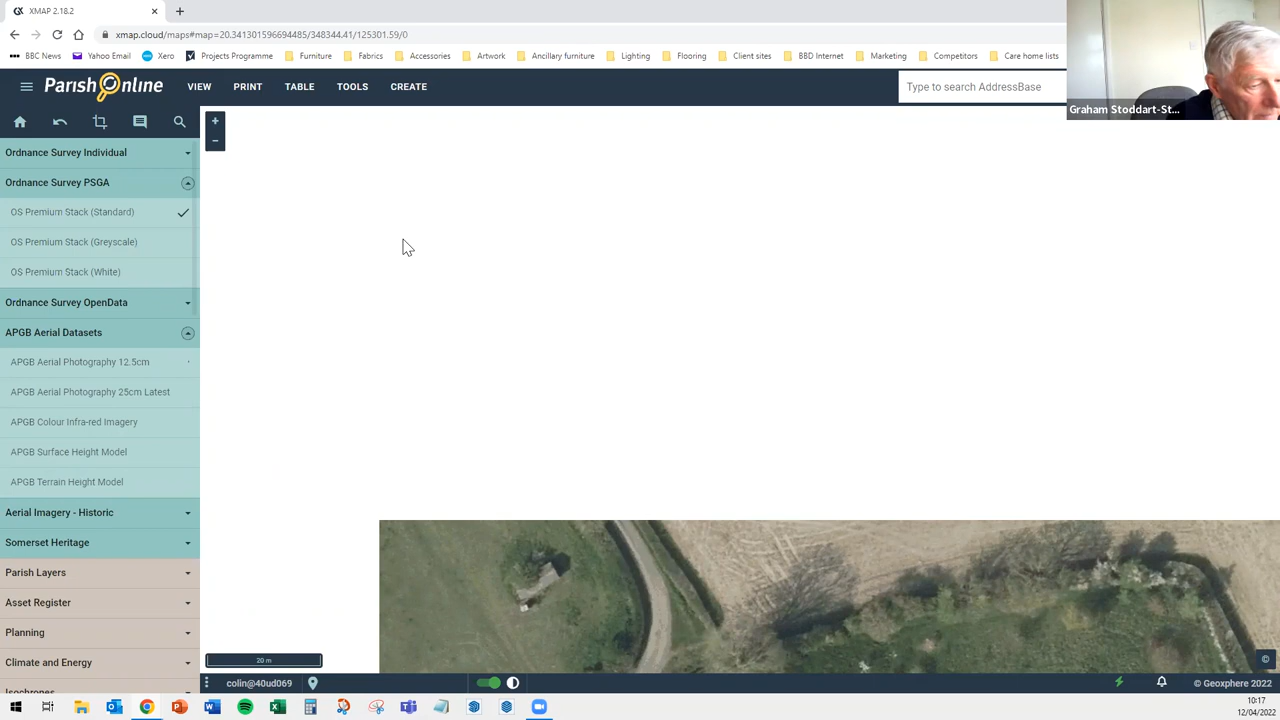 XMAP 2.18.2
xmap.cloud/maps#map=20.341301596694485/348344.41/125301.59/0
BBC News Yahoo Email Xero Projects Programme Furniture Fabrics Accessories Artwork Ancillary furniture Lighting Flooring Client sites BBD Internet Marketing Competitors Care home lists
Parish Online VIEW PRINT TABLE TOOLS CREATE Type to search AddressBase
Graham Stoddart-St...
+
−
Ordnance Survey Individual
Ordnance Survey PSGA
OS Premium Stack (Standard)
OS Premium Stack (Greyscale)
OS Premium Stack (White)
Ordnance Survey OpenData
APGB Aerial Datasets
APGB Aerial Photography 12.5cm
APGB Aerial Photography 25cm Latest
APGB Colour Infra-red Imagery
APGB Surface Height Model
APGB Terrain Height Model
Aerial Imagery - Historic
Somerset Heritage
Parish Layers
Asset Register
Planning
Climate and Energy
Isochrones
20 m
©
colin@40ud069
© Geoxphere 2022
10:17
12/04/2022